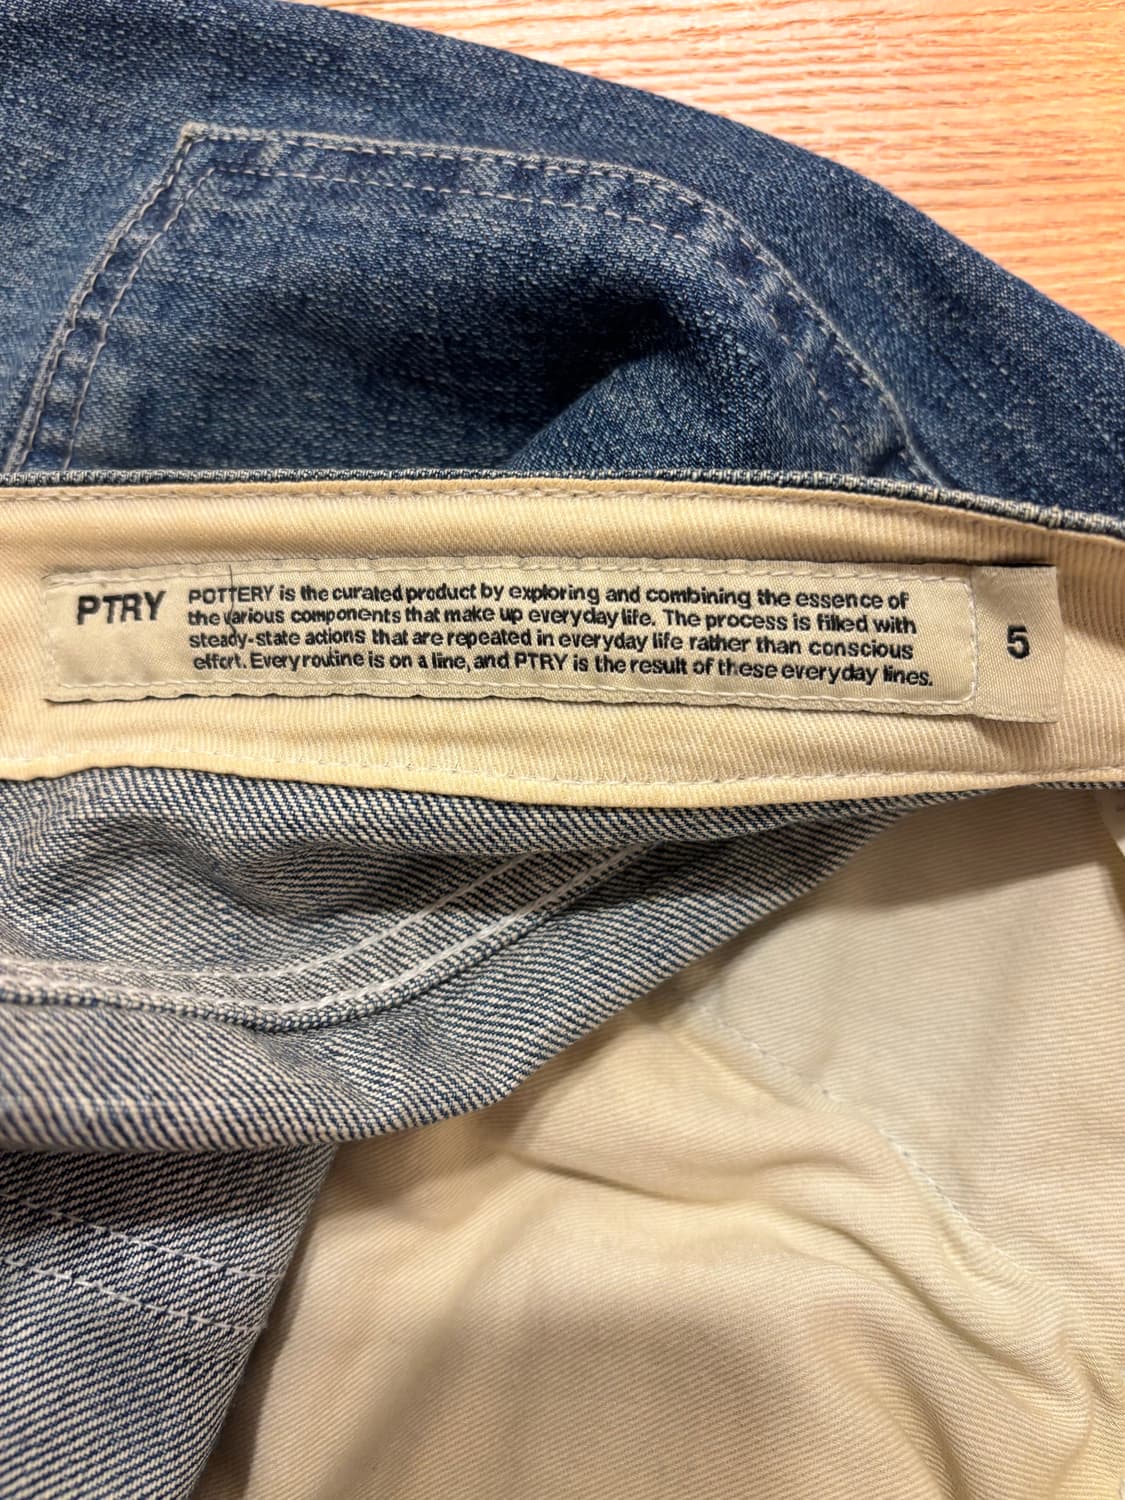 PTRY
POTTERY is the curated product by exploring and combining the essence of
the various components that make up everyday life. The process is filled with
steady-state actions that are repeated in everyday life rather than conscious
effort. Every routine is on a line, and PTRY is the result of these everyday lines.
5